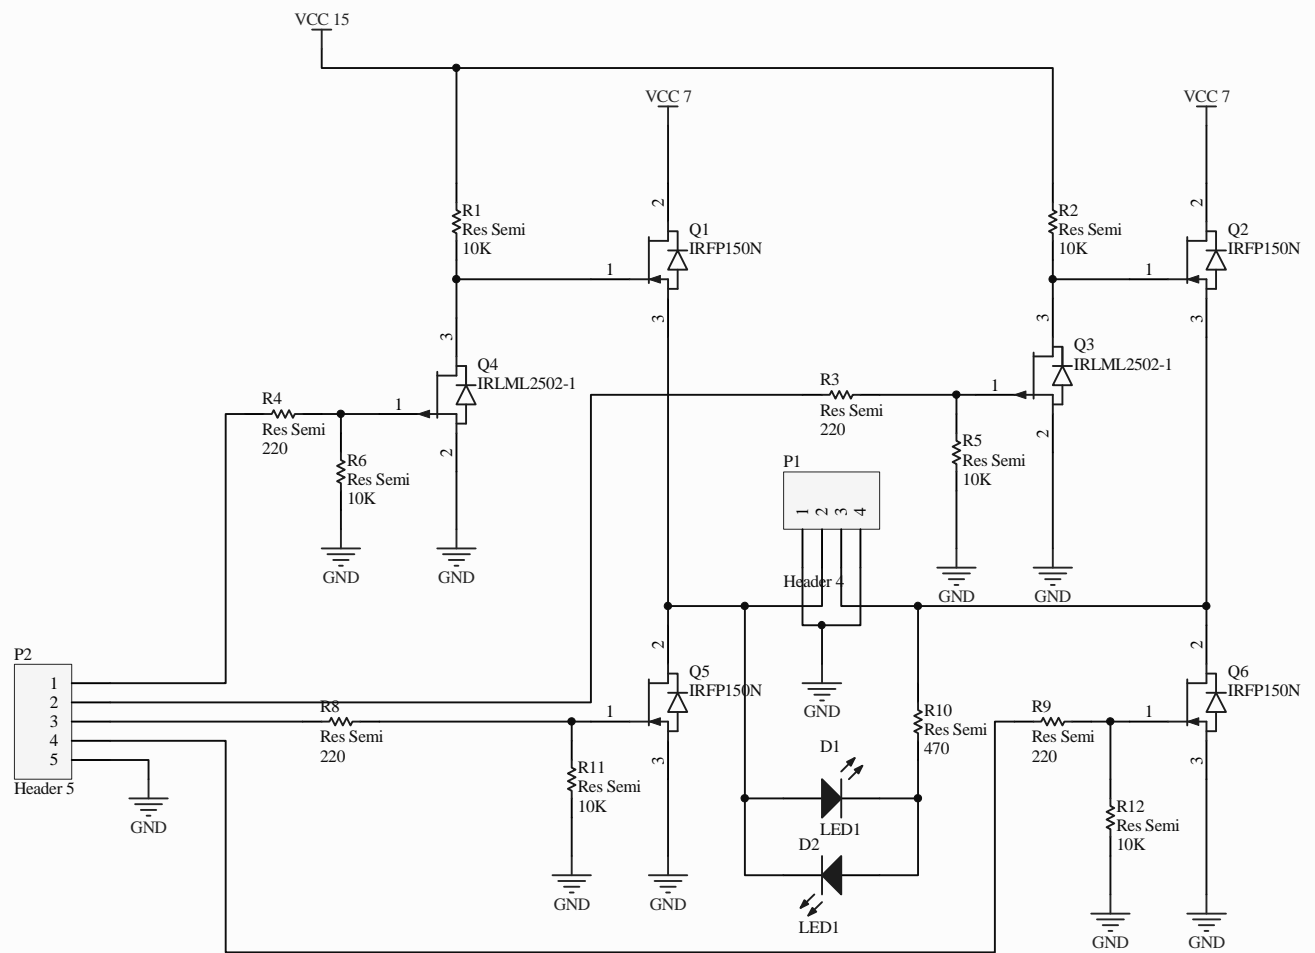 VCC 15
VCC 7
VCC 7
2
2
R1
Res Semi
10K
Q1
IRFP150N
R2
Res Semi
10K
Q2
IRFP150N
1
1
3
3
3
3
Q4
IRLML2502-1
Q3
IRLML2502-1
R4
Res Semi
220
1
R3
Res Semi
220
1
2
2
R6
Res Semi
10K
R5
Res Semi
10K
P1
1
2
3
4
Header 4
GND
GND
GND
GND
P2
1
2
3
4
5
Header 5
GND
R8
Res Semi
220
2
Q5
IRFP150N
1
3
R11
Res Semi
10K
GND
GND
GND
R10
Res Semi
470
D1
LED1
D2
LED1
R9
Res Semi
220
2
Q6
IRFP150N
1
3
R12
Res Semi
10K
GND
GND